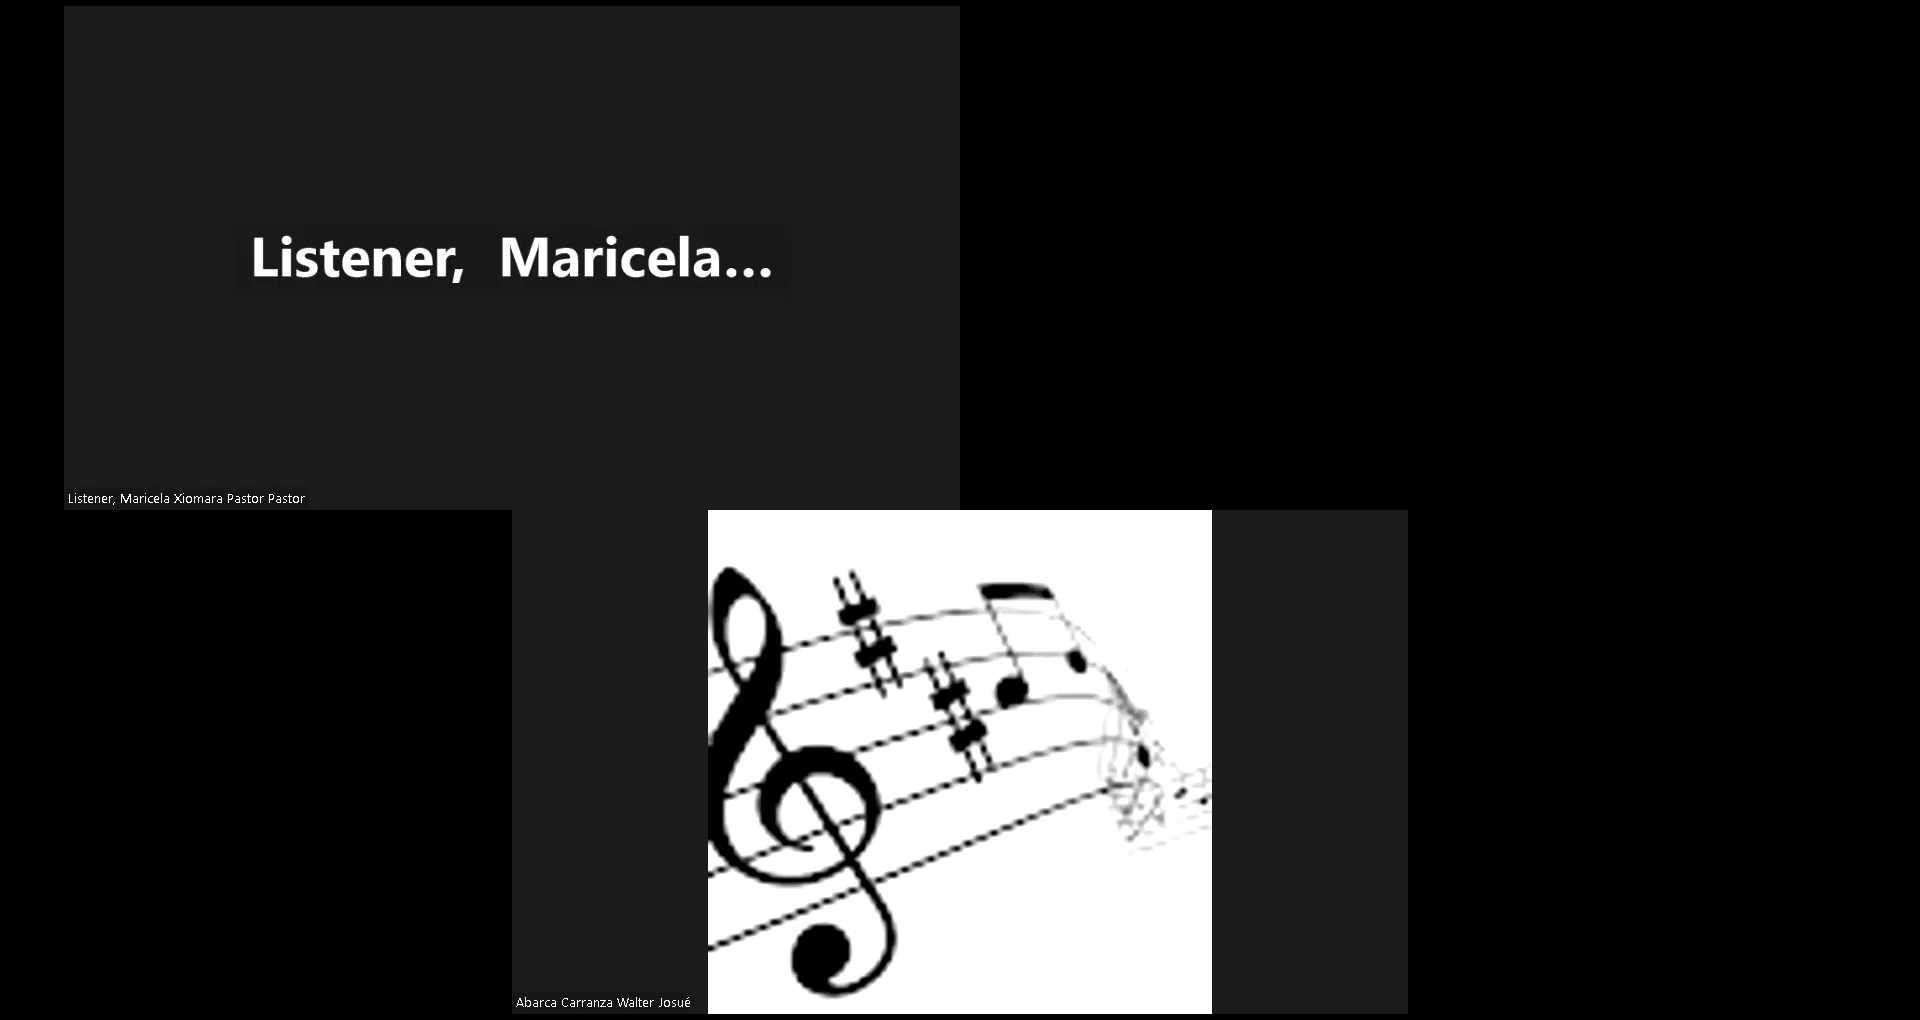 Listener, Maricela...
Listener, Maricela Xiomara Pastor Pastor
Abarca Carranza Walter Josué